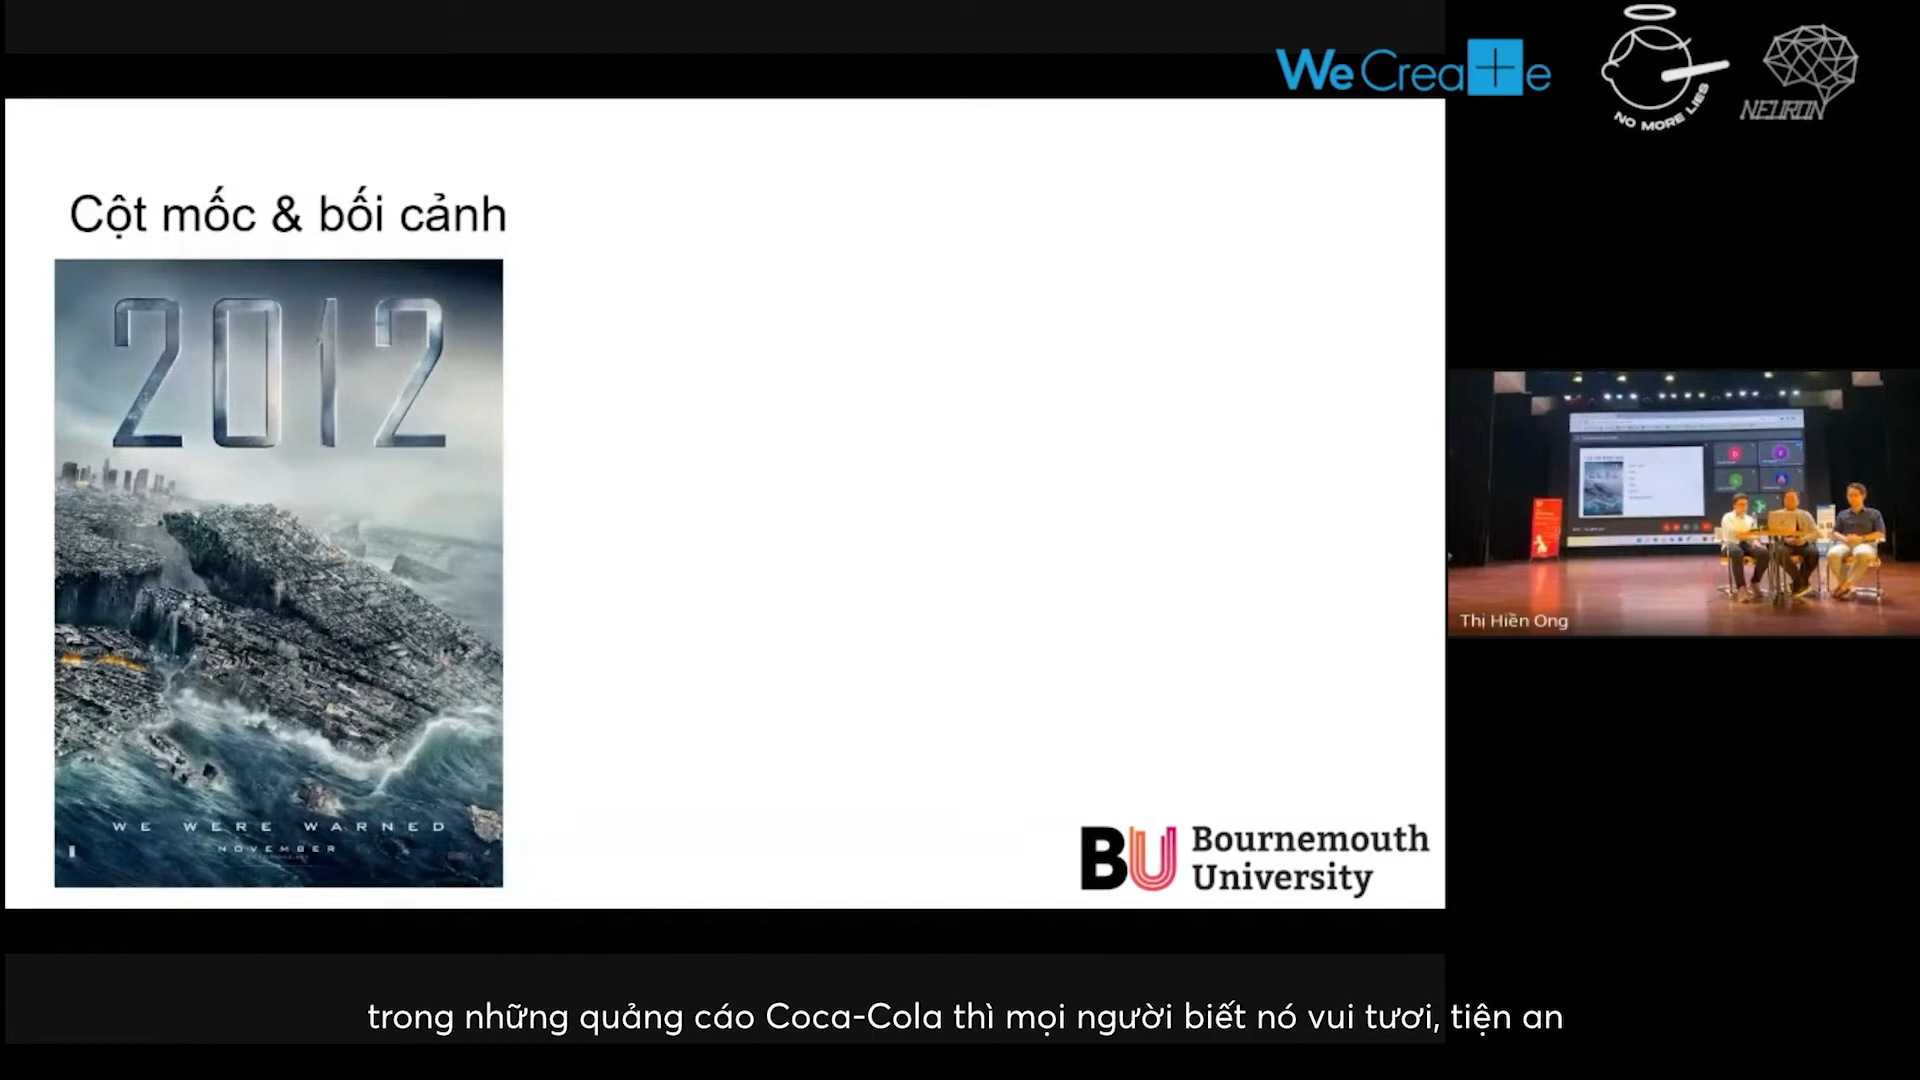 WeCreate
NO MORE LIES
NEURON
Cột mốc & bối cảnh
2012
WE WERE WARNED
NOVEMBER
BU Bournemouth
University
Thị Hiền Ong
trong những quảng cáo Coca-Cola thì mọi người biết nó vui tươi, tiện an